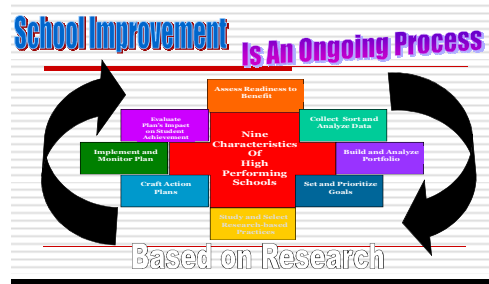 School Improvement
Is An Ongoing Process
Assess Readiness to
Benefit
Evaluate
Plan's Impact
on Student
Achievement
Collect Sort and
Analyze Data
Nine
Characteristics
Of
High
Performing
Schools
Implement and
Monitor Plan
Build and Analyze
Portfolio
Craft Action
Plans
Set and Prioritize
Goals
Study and Select
Research-based
Practices
Based on Research